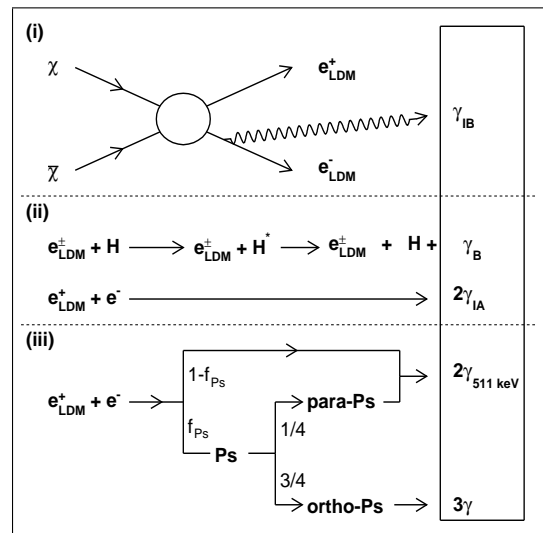 (i)
χ e⁺LDM
γIB
χ̄ e⁻LDM
(ii)
e±LDM + H e±LDM + H* e±LDM + H + γB
e⁺LDM + e⁻ 2γIA
(iii)
1-fPs
e⁺LDM + e⁻ para-Ps 2γ511 keV
fPs 1/4
Ps
3/4
ortho-Ps 3γ